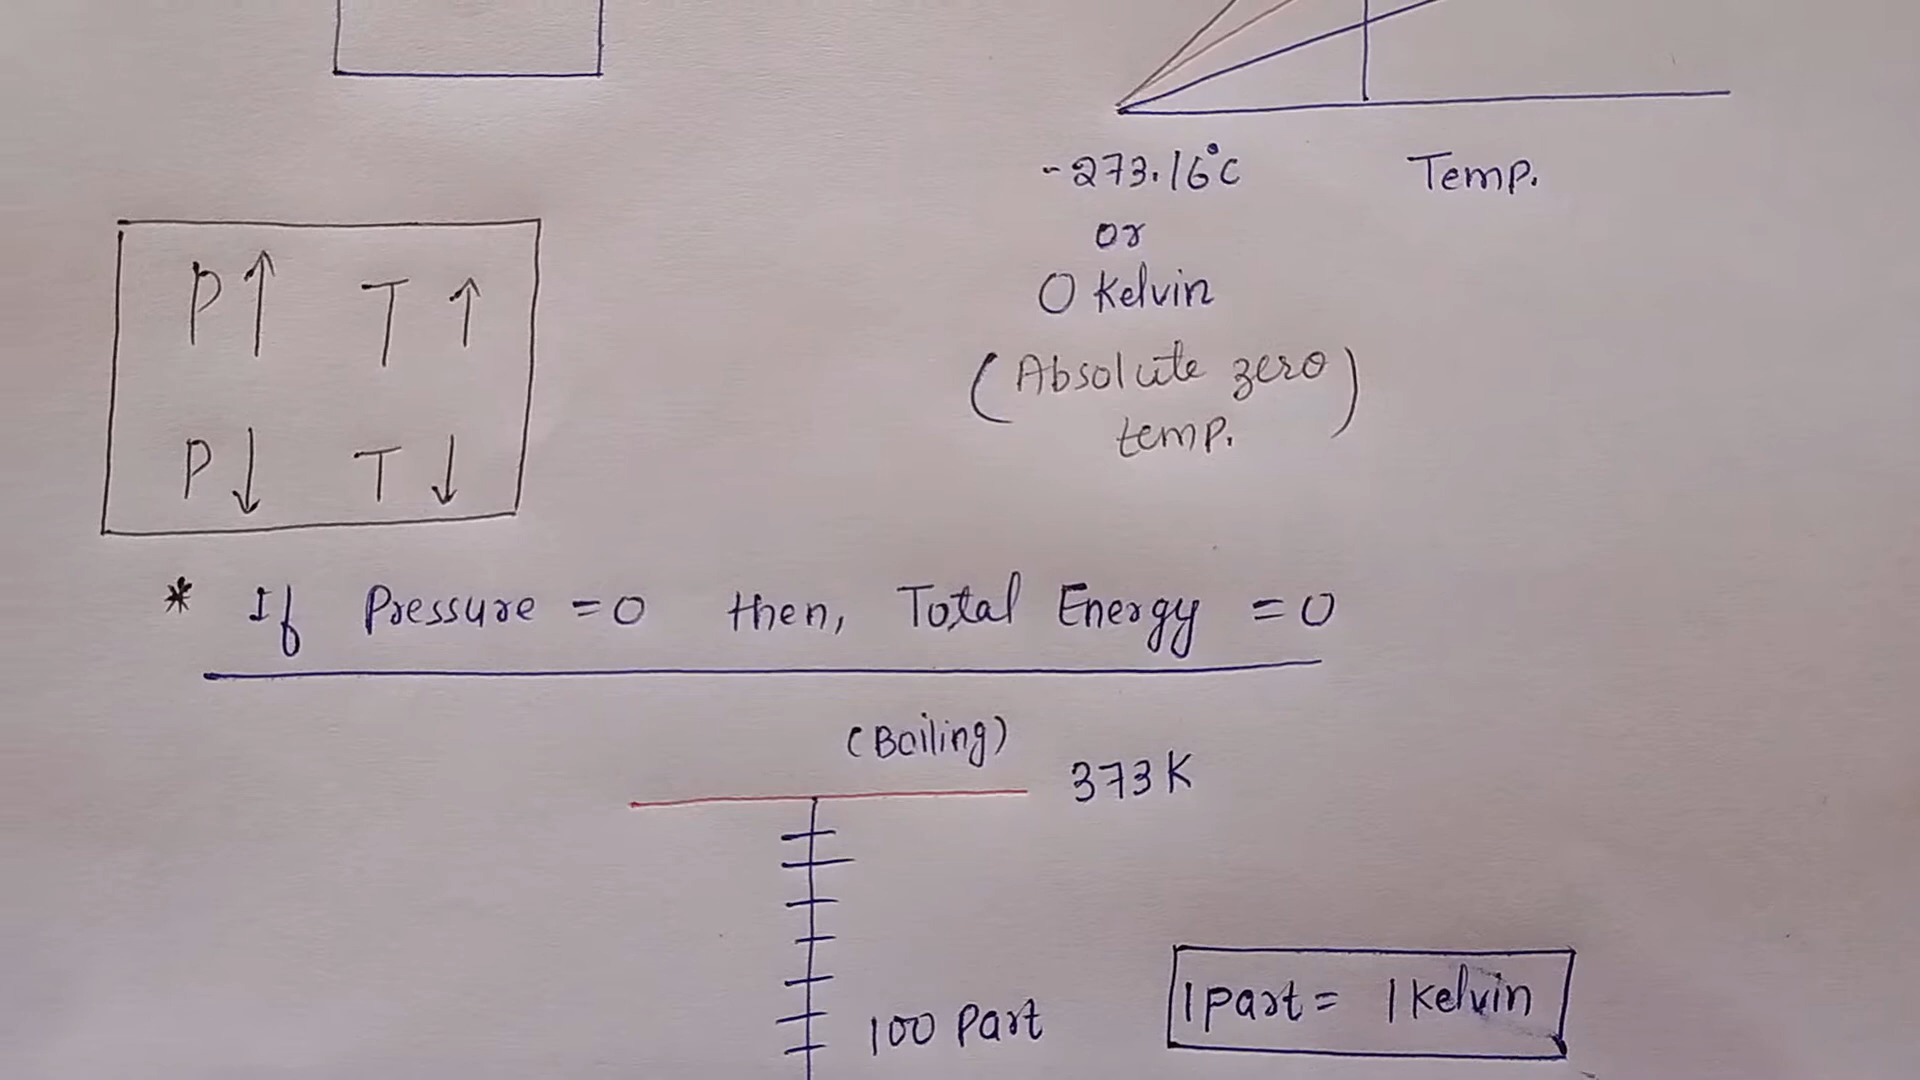 -273.16°C
Temp.
or
0 Kelvin
(Absolute zero)
temp.
P↑ T↑
P↓ T↓
* If Pressure = 0 then, Total Energy = 0
(Boiling)
373 K
100 Part
1 part = 1 Kelvin